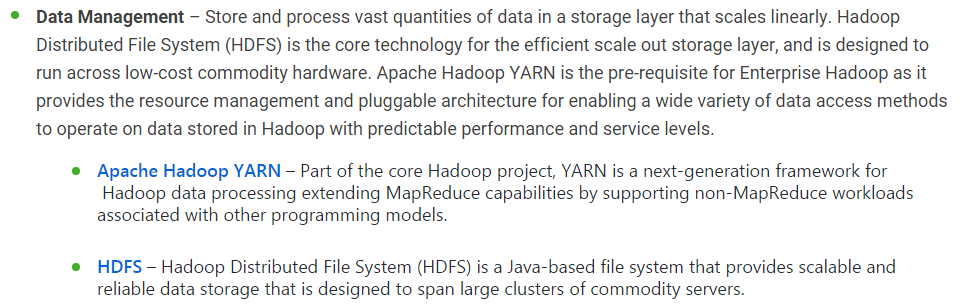 Data Management – Store and process vast quantities of data in a storage layer that scales linearly. Hadoop
Distributed File System (HDFS) is the core technology for the efficient scale out storage layer, and is designed to
run across low-cost commodity hardware. Apache Hadoop YARN is the pre-requisite for Enterprise Hadoop as it
provides the resource management and pluggable architecture for enabling a wide variety of data access methods
to operate on data stored in Hadoop with predictable performance and service levels.
Apache Hadoop YARN – Part of the core Hadoop project, YARN is a next-generation framework for
Hadoop data processing extending MapReduce capabilities by supporting non-MapReduce workloads
associated with other programming models.
HDFS – Hadoop Distributed File System (HDFS) is a Java-based file system that provides scalable and
reliable data storage that is designed to span large clusters of commodity servers.